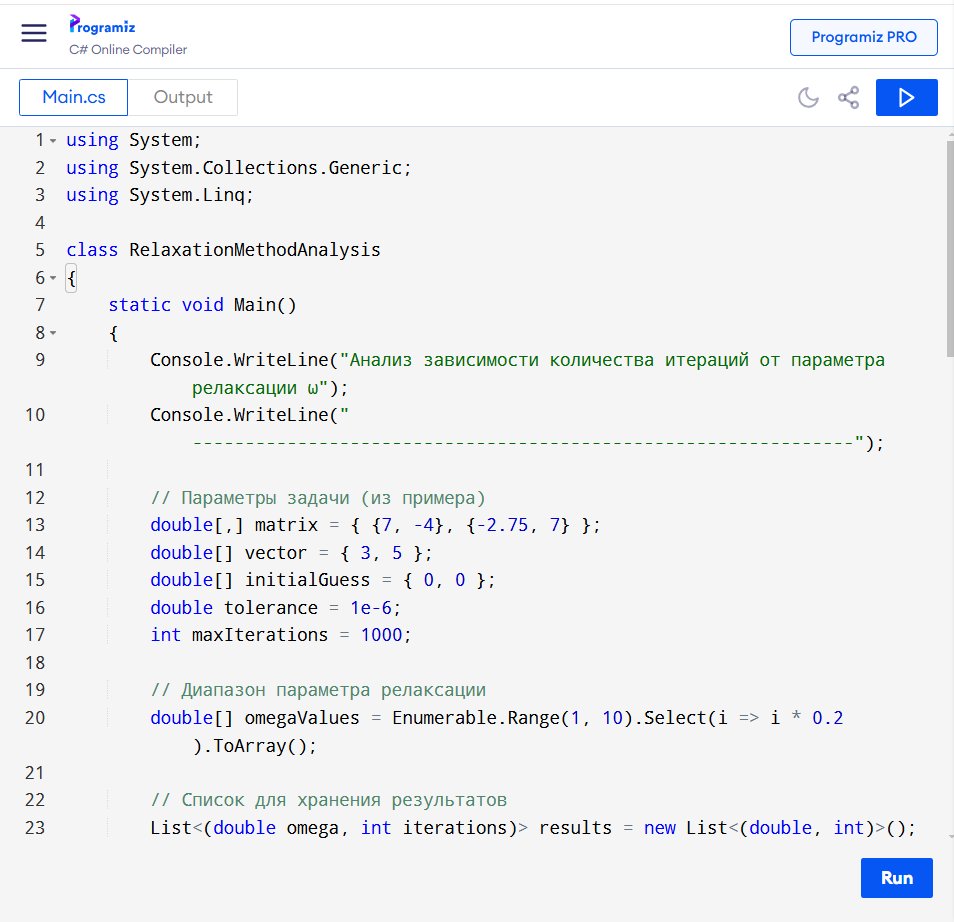 Programiz
C# Online Compiler
Programiz PRO
Main.cs
Output
1 using System;
2 using System.Collections.Generic;
3 using System.Linq;
4
5 class RelaxationMethodAnalysis
6 {
7     static void Main()
8     {
9         Console.WriteLine("Анализ зависимости количества итераций от параметра
релаксации ω");
10         Console.WriteLine("
---------------------------------------------------------------");
11
12         // Параметры задачи (из примера)
13         double[,] matrix = { {7, -4}, {-2.75, 7} };
14         double[] vector = { 3, 5 };
15         double[] initialGuess = { 0, 0 };
16         double tolerance = 1e-6;
17         int maxIterations = 1000;
18
19         // Диапазон параметра релаксации
20         double[] omegaValues = Enumerable.Range(1, 10).Select(i => i * 0.2
).ToArray();
21
22         // Список для хранения результатов
23         List<(double omega, int iterations)> results = new List<(double, int)>();
Run